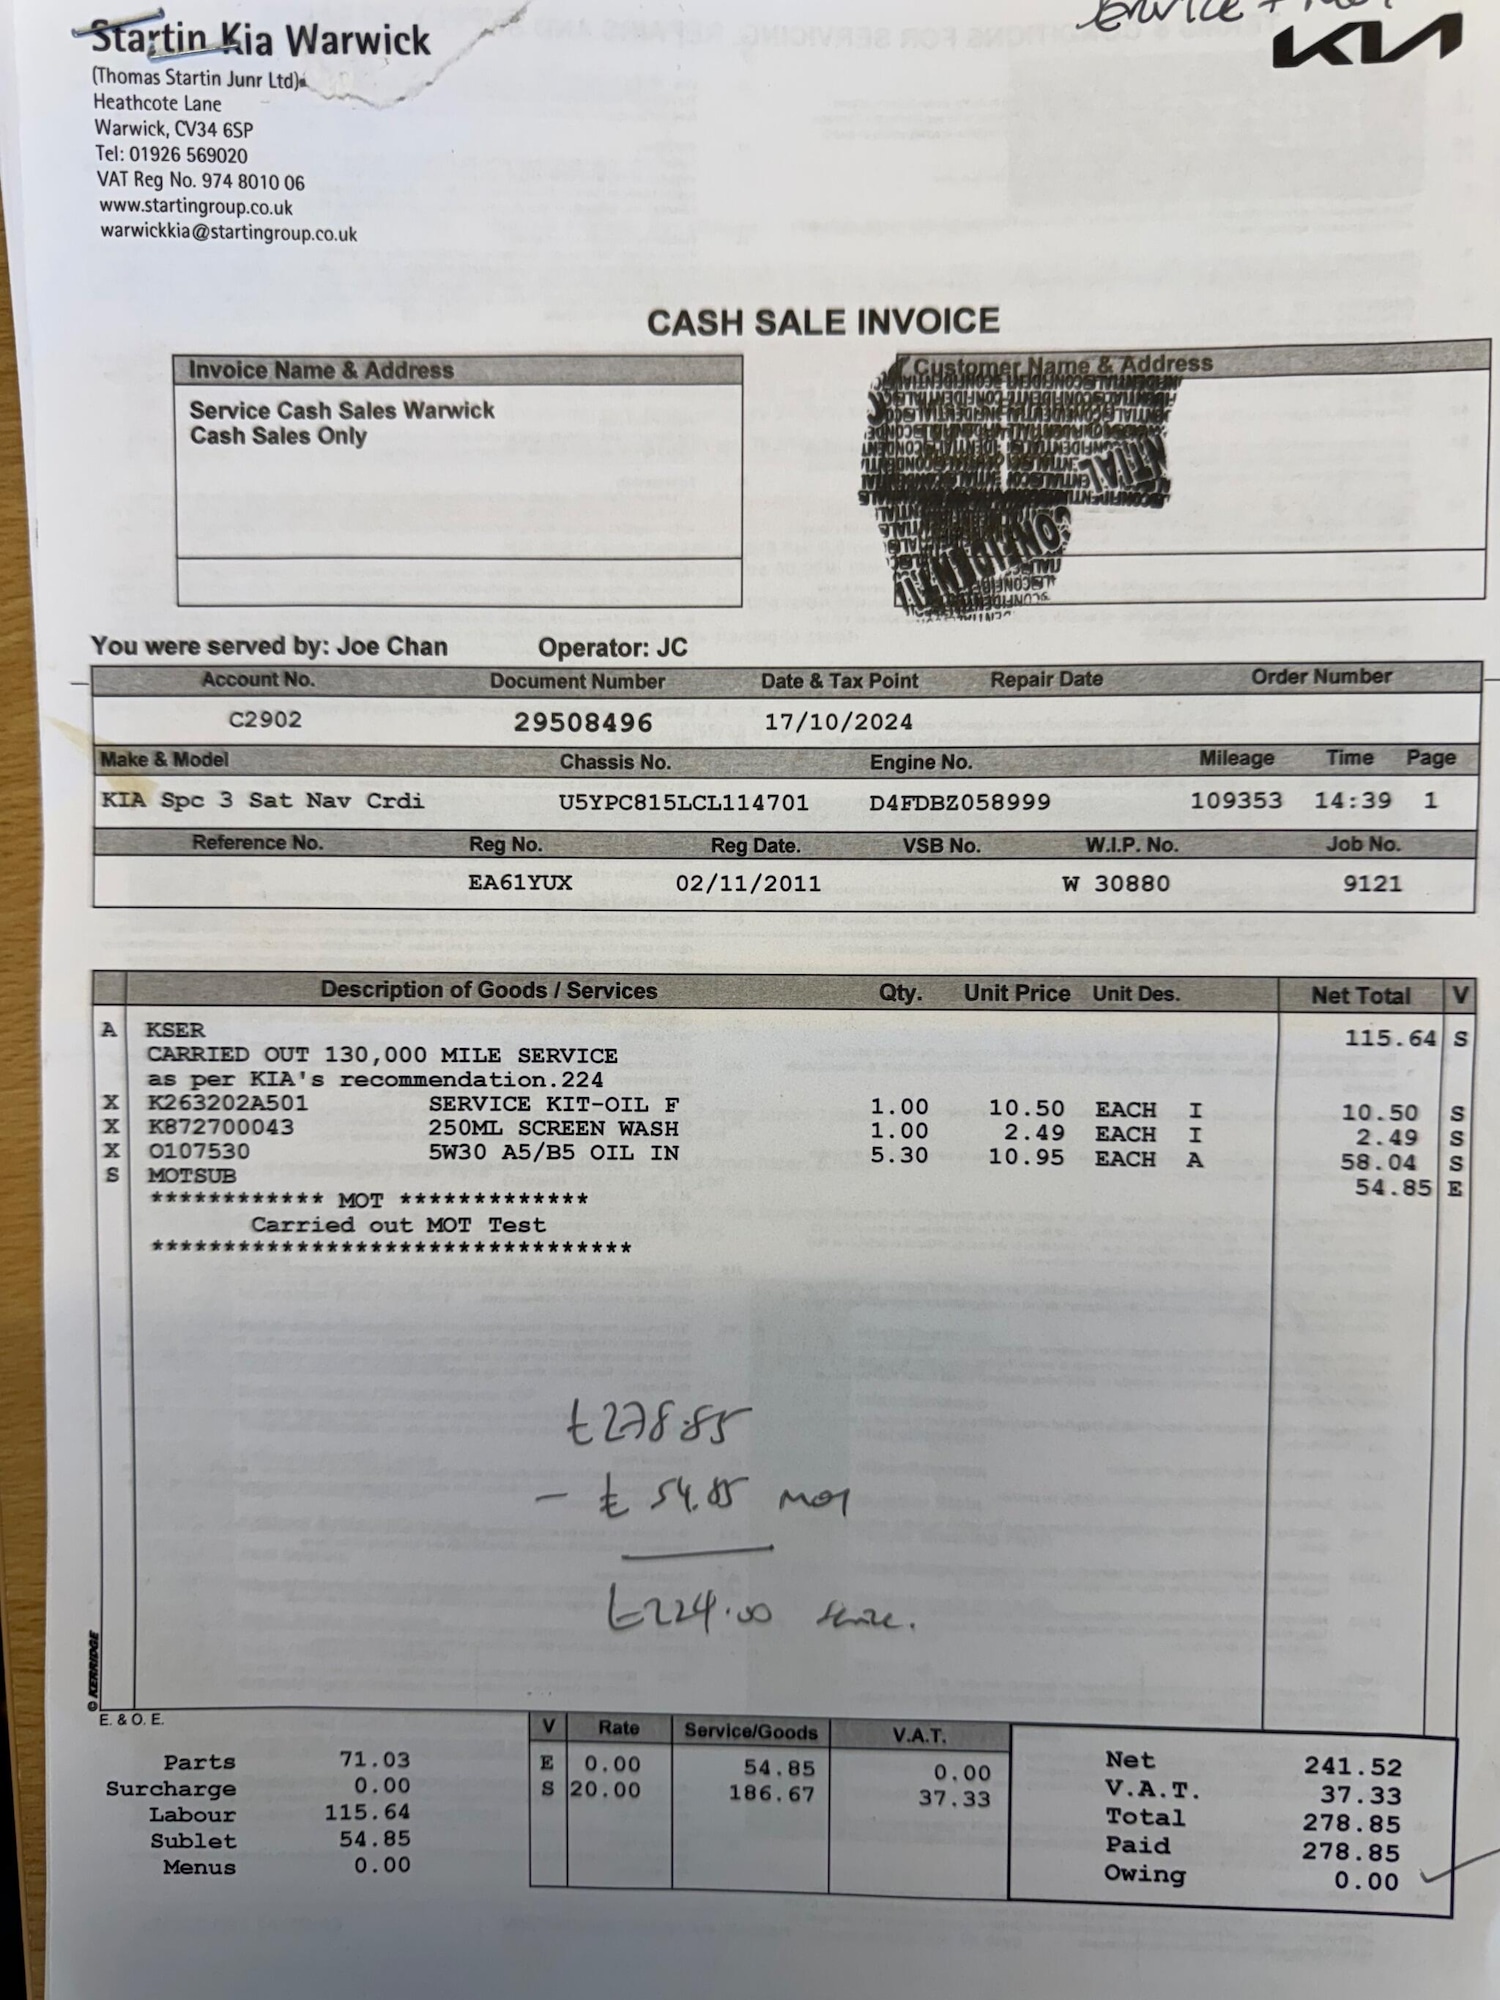 Service + MOT
Startin Kia Warwick
KIA
(Thomas Startin Junr Ltd)
Heathcote Lane
Warwick, CV34 6SP
Tel: 01926 569020
VAT Reg No. 974 8010 06
www.startingroup.co.uk
warwickkia@startingroup.co.uk
CASH SALE INVOICE
Invoice Name & Address
Customer Name & Address
Service Cash Sales Warwick
Cash Sales Only
CONFIDENTIAL
You were served by: Joe Chan Operator: JC
Account No. Document Number Date & Tax Point Repair Date Order Number
C2902 29508496 17/10/2024
Make & Model Chassis No. Engine No. Mileage Time Page
KIA Spc 3 Sat Nav Crdi U5YPC815LCL114701 D4FDBZ058999 109353 14:39 1
Reference No. Reg No. Reg Date. VSB No. W.I.P. No. Job No.
EA61YUX 02/11/2011 W 30880 9121
Description of Goods / Services Qty. Unit Price Unit Des. Net Total V
A KSER 115.64 S
CARRIED OUT 130,000 MILE SERVICE
as per KIA's recommendation.224
X K263202A501 SERVICE KIT-OIL F 1.00 10.50 EACH I 10.50 S
X K872700043 250ML SCREEN WASH 1.00 2.49 EACH I 2.49 S
X O107530 5W30 A5/B5 OIL IN 5.30 10.95 EACH A 58.04 S
S MOTSUB 54.85 E
************ MOT *************
Carried out MOT Test
*********************************
£278.85
- £54.85 MOT
£224.00 service.
© KERRIDGE
E. & O. E.
V Rate Service/Goods V.A.T.
E 0.00 54.85 0.00
S 20.00 186.67 37.33
Parts 71.03
Surcharge 0.00
Labour 115.64
Sublet 54.85
Menus 0.00
Net 241.52
V.A.T. 37.33
Total 278.85
Paid 278.85
Owing 0.00